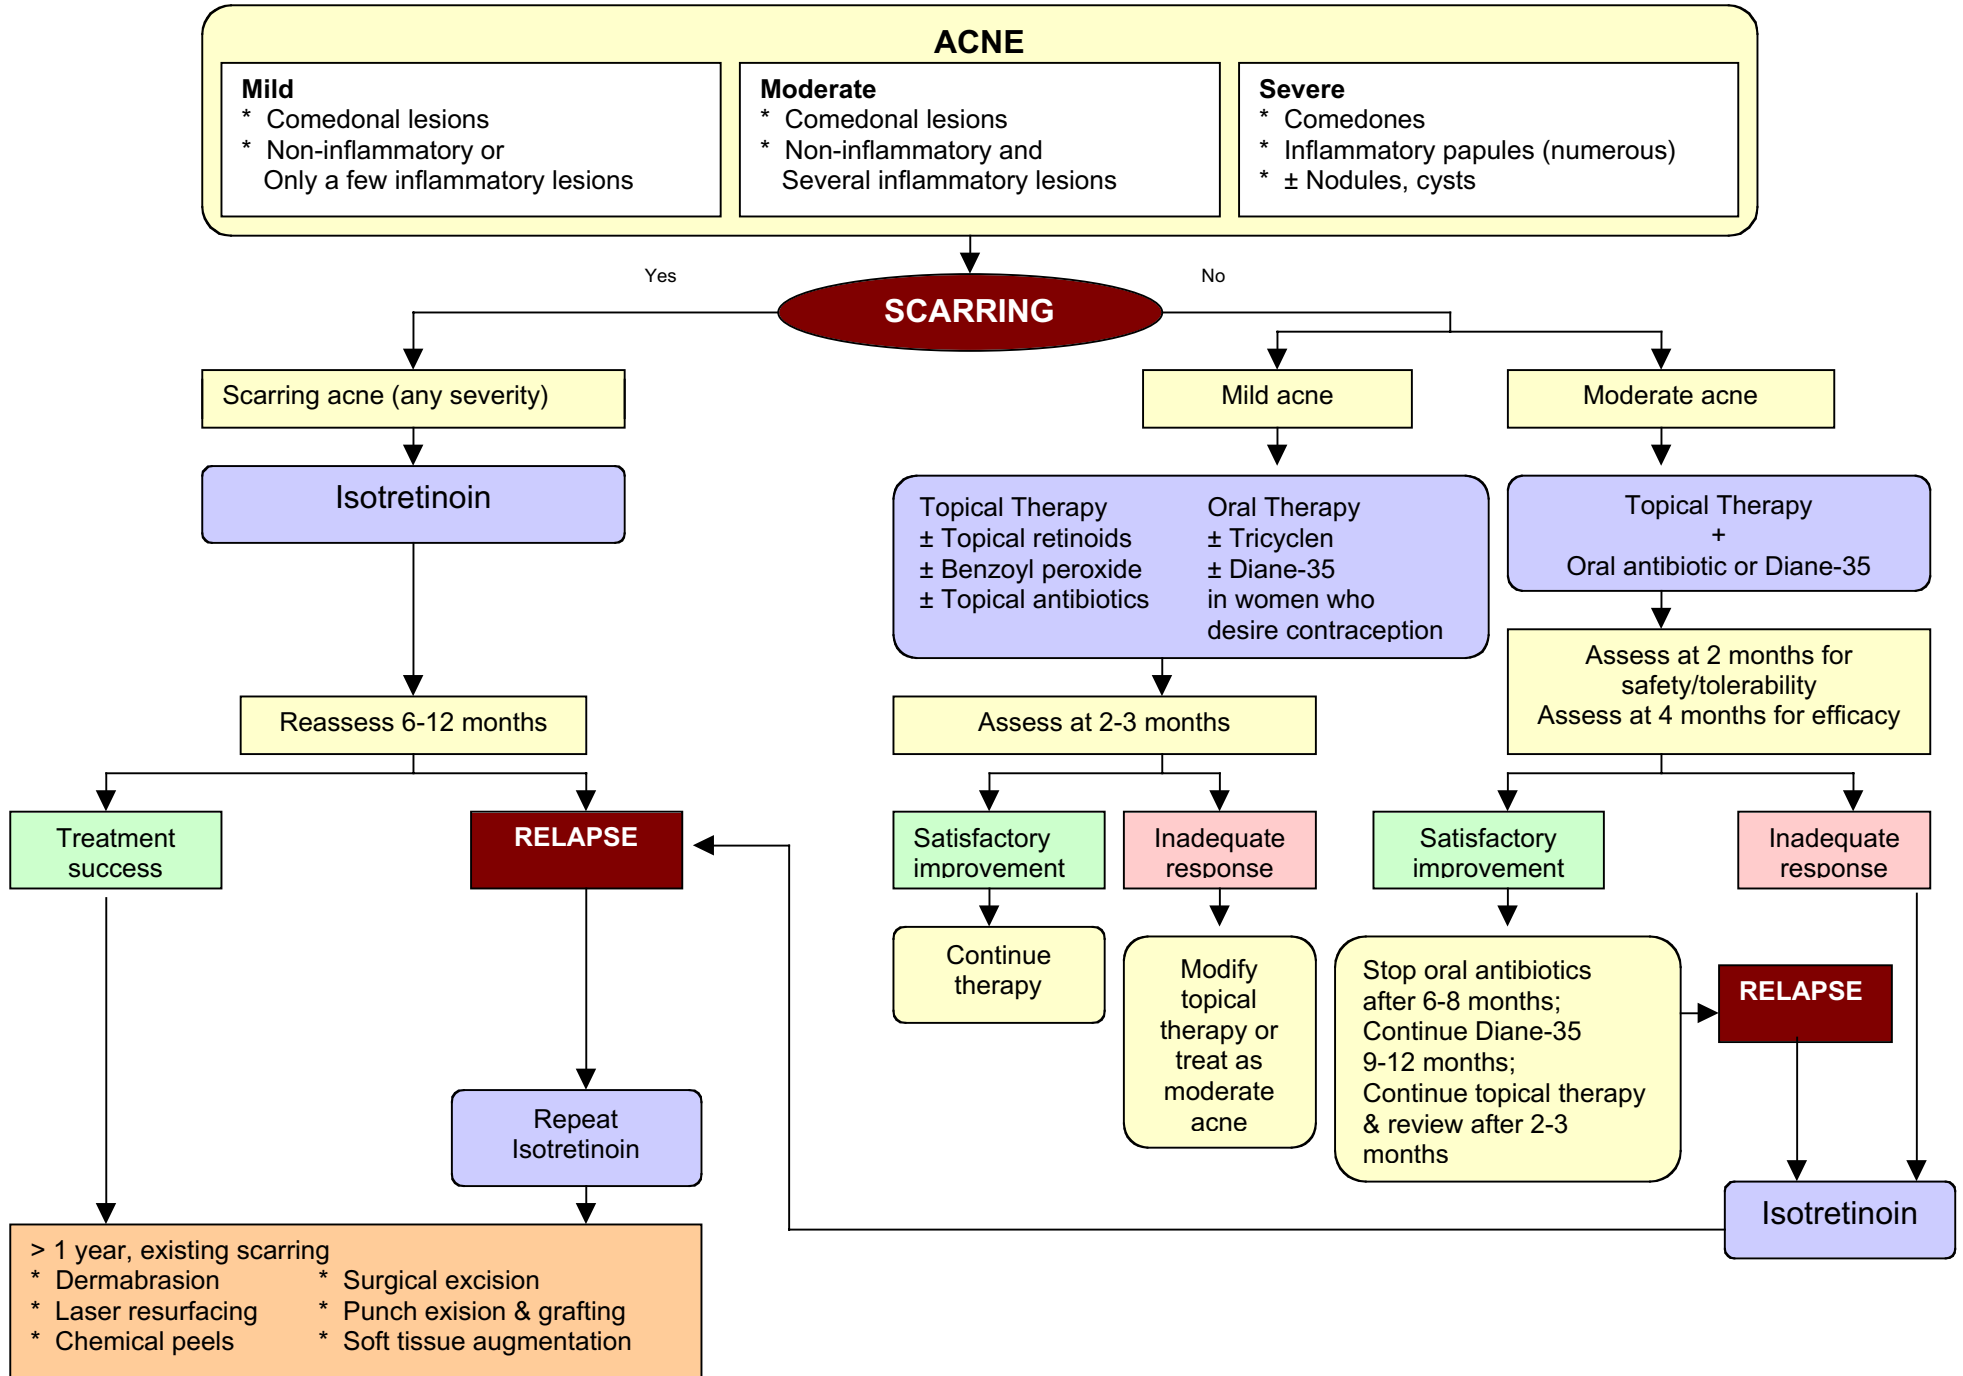 ACNE
Mild
* Comedonal lesions
* Non-inflammatory or
Only a few inflammatory lesions
Moderate
* Comedonal lesions
* Non-inflammatory and
Several inflammatory lesions
Severe
* Comedones
* Inflammatory papules (numerous)
* ± Nodules, cysts
Yes
No
SCARRING
Scarring acne (any severity)
Isotretinoin
Reassess 6-12 months
Treatment
success
RELAPSE
Repeat
Isotretinoin
> 1 year, existing scarring
* Dermabrasion
* Laser resurfacing
* Chemical peels
* Surgical excision
* Punch exision & grafting
* Soft tissue augmentation
Mild acne
Topical Therapy
± Topical retinoids
± Benzoyl peroxide
± Topical antibiotics
Oral Therapy
± Tricyclen
± Diane-35
in women who
desire contraception
Assess at 2-3 months
Satisfactory
improvement
Continue
therapy
Inadequate
response
Modify
topical
therapy or
treat as
moderate
acne
Moderate acne
Topical Therapy
+
Oral antibiotic or Diane-35
Assess at 2 months for
safety/tolerability
Assess at 4 months for efficacy
Satisfactory
improvement
Stop oral antibiotics
after 6-8 months;
Continue Diane-35
9-12 months;
Continue topical therapy
& review after 2-3
months
RELAPSE
Inadequate
response
Isotretinoin